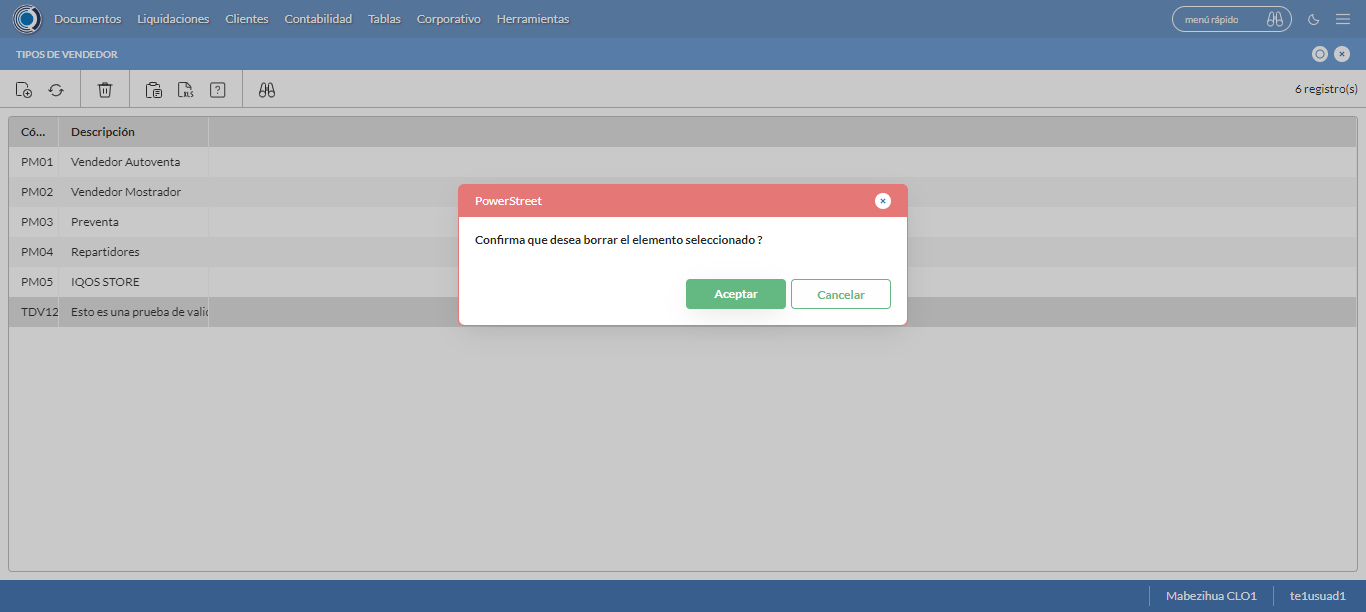 Documentos Liquidaciones Clientes Contabilidad Tablas Corporativo Herramientas menú rápido
TIPOS DE VENDEDOR
XLS ? 6 registro(s)
Có... Descripción
PM01 Vendedor Autoventa
PM02 Vendedor Mostrador
PM03 Preventa
PM04 Repartidores
PM05 IQOS STORE
TDV12 Esto es una prueba de valid
PowerStreet
Confirma que desea borrar el elemento seleccionado ?
Aceptar Cancelar
Mabezihua CLO1 te1usuad1